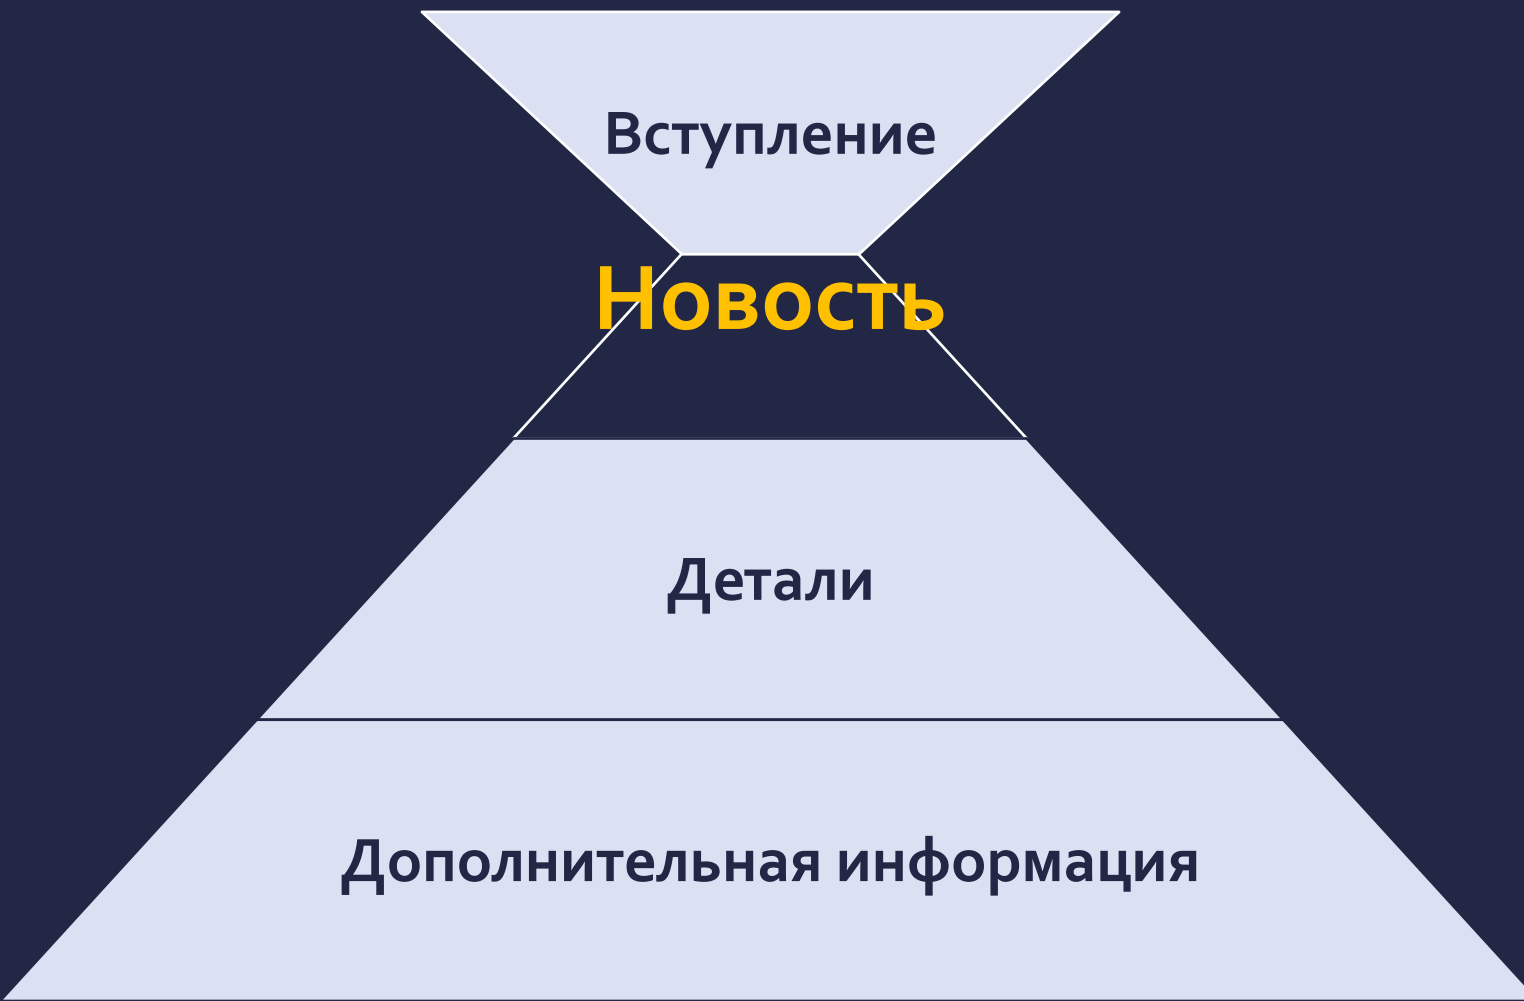 Вступление
Новость
Детали
Дополнительная информация